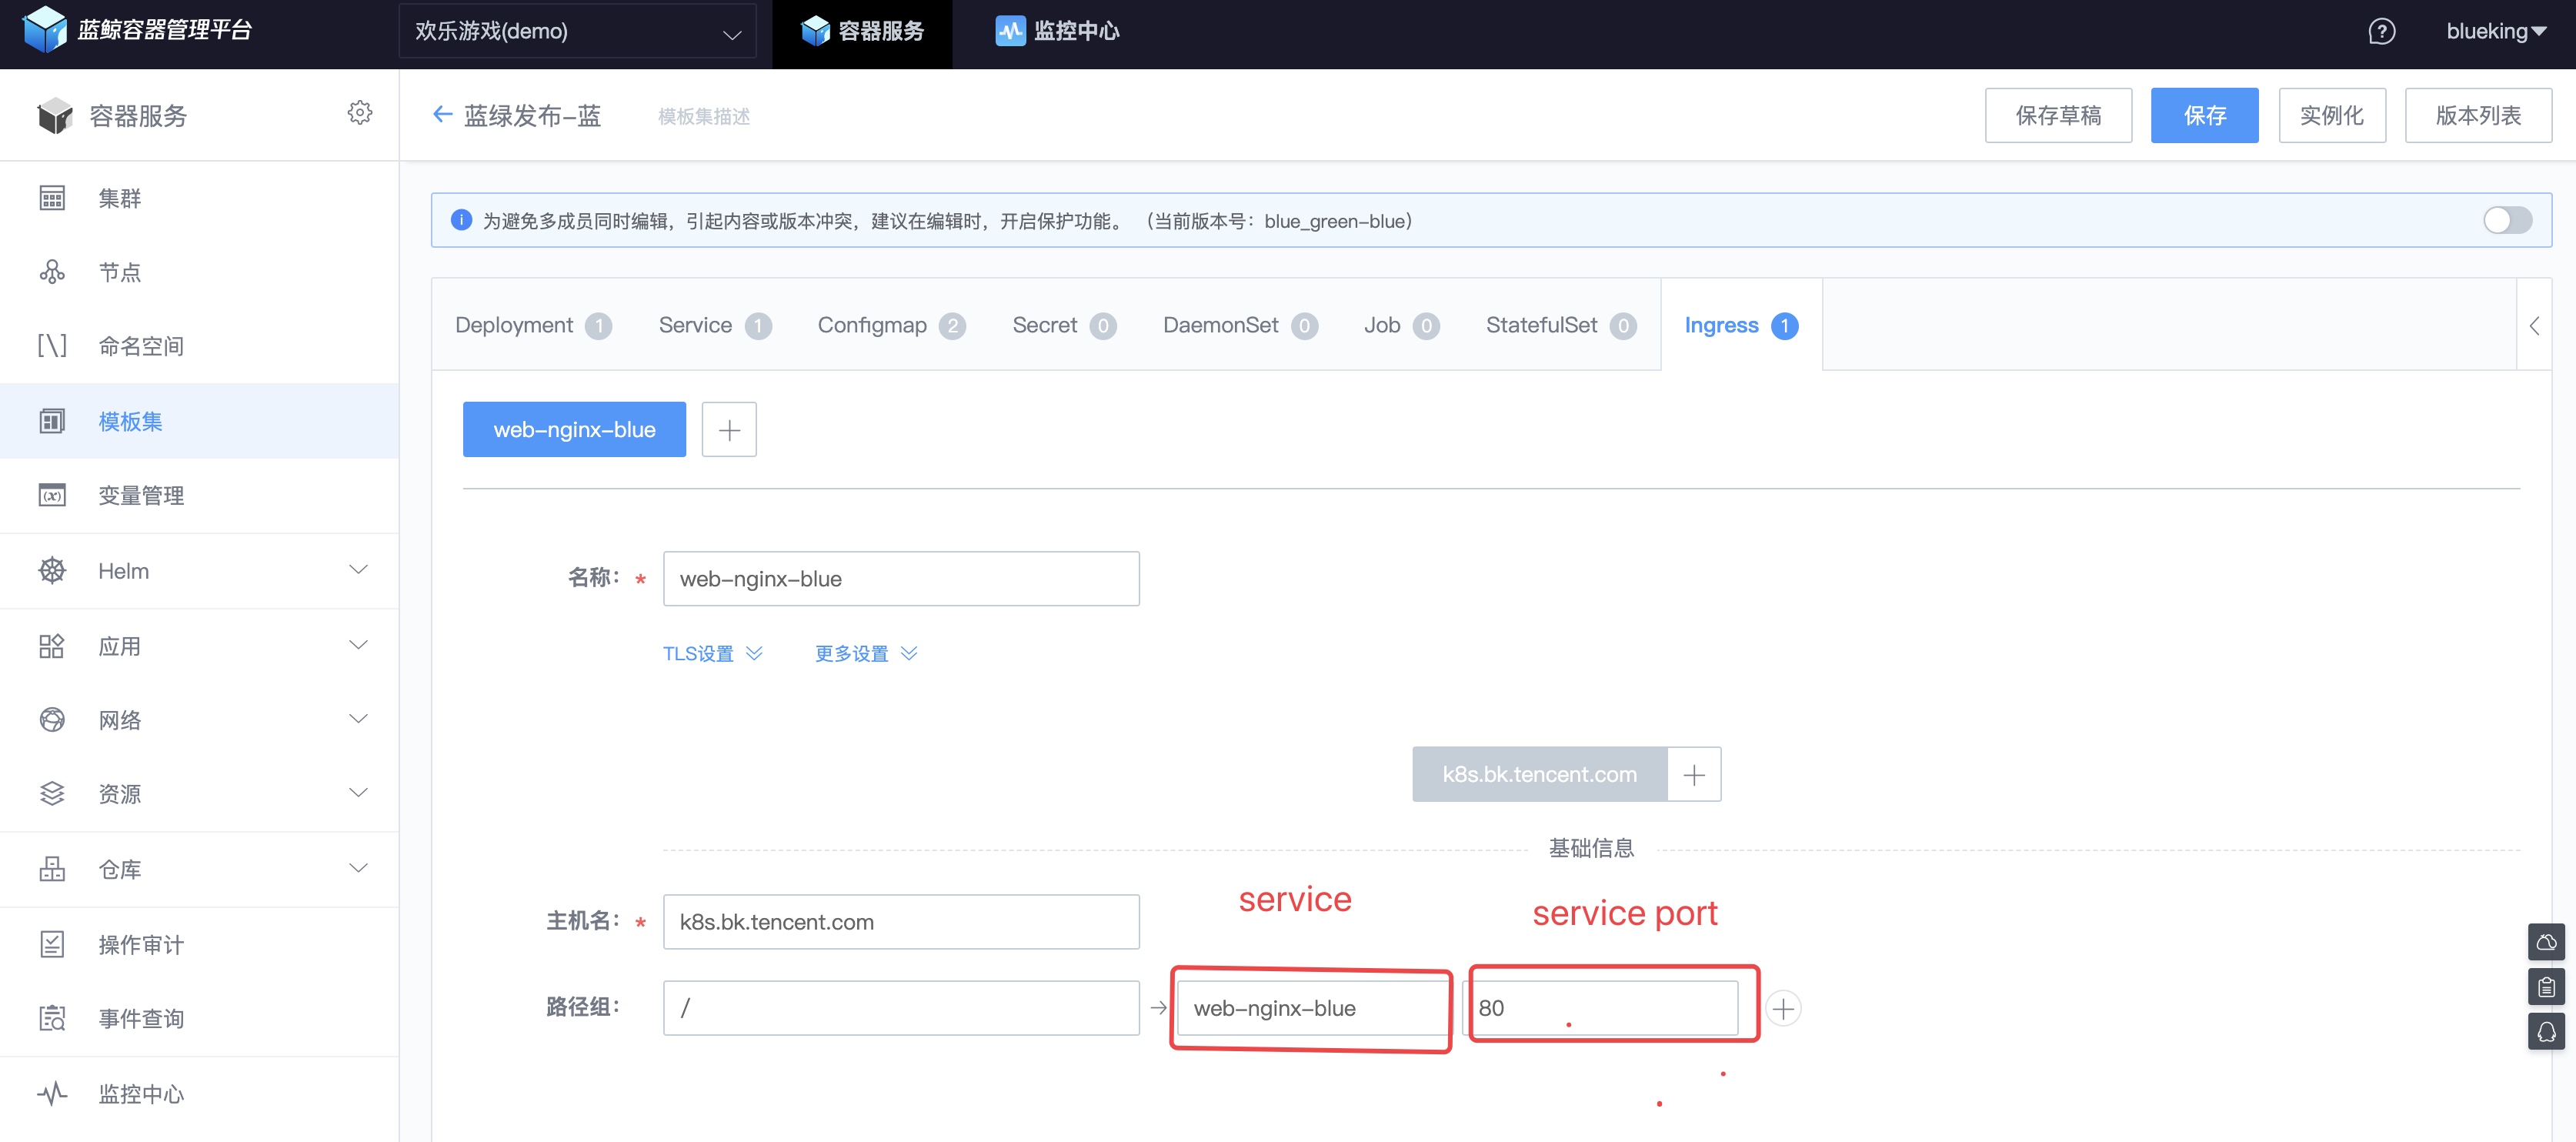 蓝鲸容器管理平台
欢乐游戏(demo)
容器服务
监控中心
blueking
容器服务
蓝绿发布-蓝
模板集描述
保存草稿
保存
实例化
版本列表
集群
节点
命名空间
模板集
变量管理
Helm
应用
网络
资源
仓库
操作审计
事件查询
监控中心
为避免多成员同时编辑，引起内容或版本冲突，建议在编辑时，开启保护功能。（当前版本号：blue_green-blue）
Deployment 1
Service 1
Configmap 2
Secret 0
DaemonSet 0
Job 0
StatefulSet 0
Ingress 1
web-nginx-blue
名称： * web-nginx-blue
TLS设置
更多设置
k8s.bk.tencent.com
基础信息
service
service port
主机名： * k8s.bk.tencent.com
路径组： / → web-nginx-blue 80